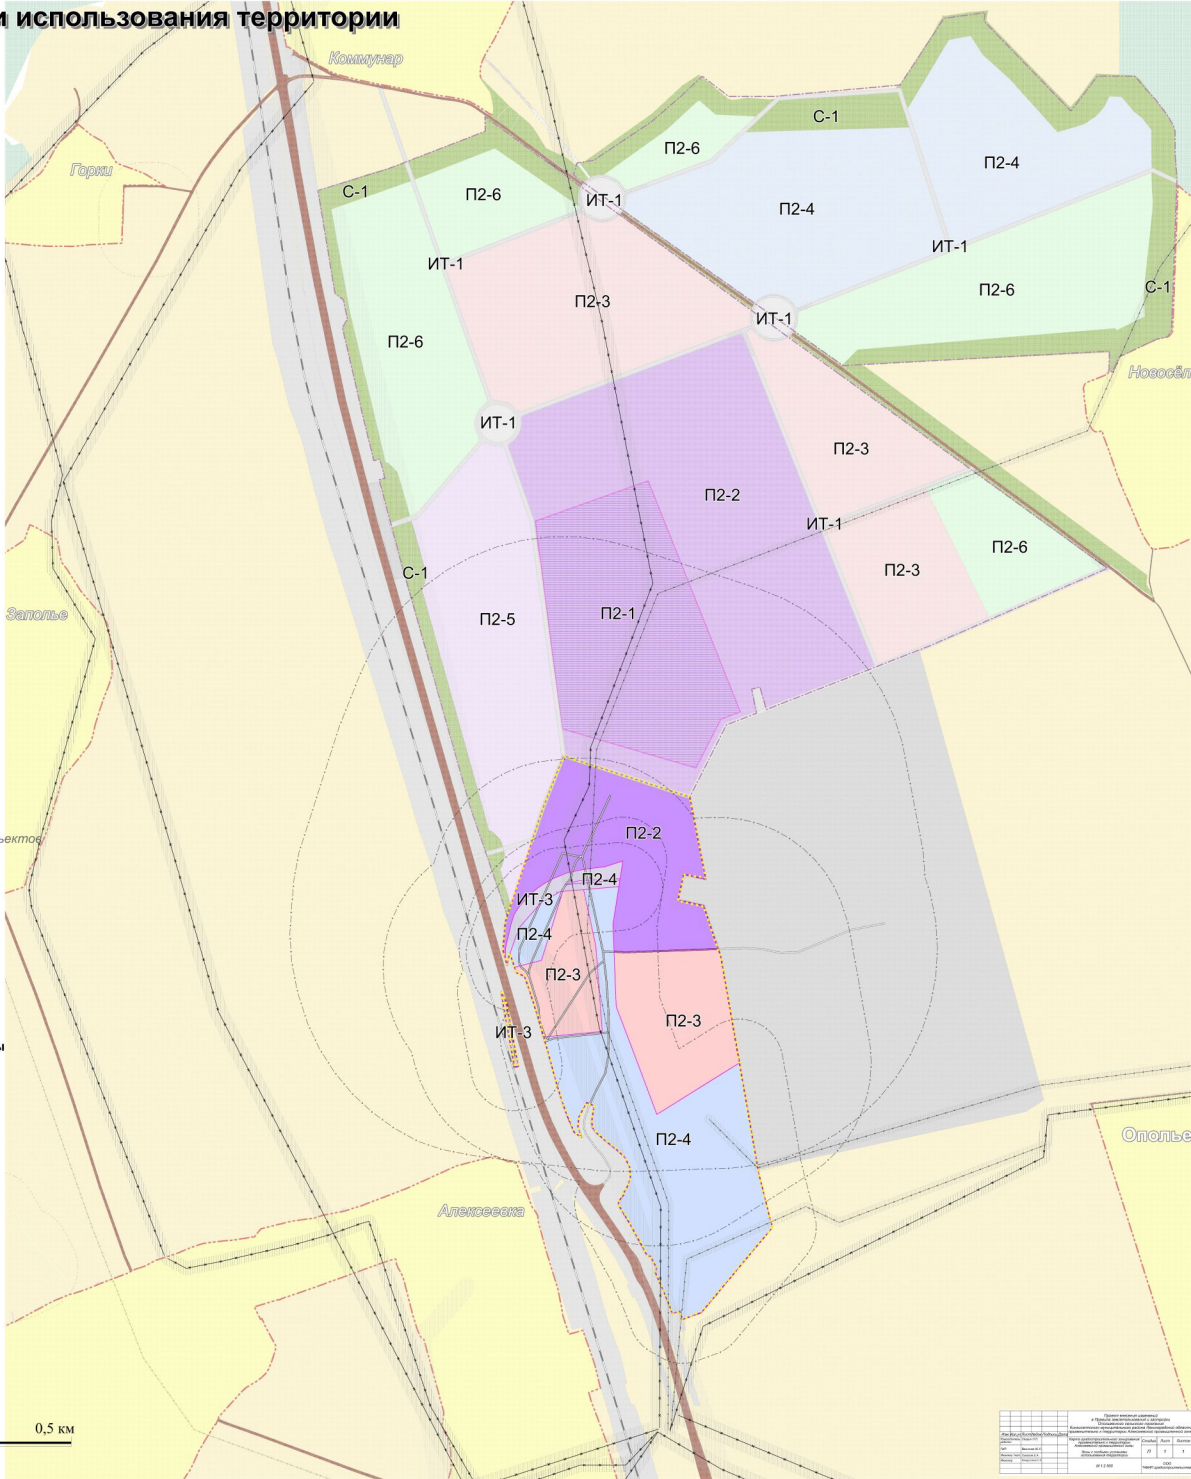 и использования территории
Коммунар
С-1
П2-6
Горки
П2-4
С-1
П2-6
ИТ-1
П2-4
ИТ-1
ИТ-1
С-1
П2-6
П2-3
ИТ-1
П2-6
Новосёл
ИТ-1
П2-3
П2-2
ИТ-1
П2-6
П2-3
С-1
Заполье
П2-1
П2-5
ъектов
П2-2
П2-4
ИТ-3
П2-4
П2-3
П2-3
ИТ-3
ы
П2-4
Ополье
Алексеевка
0,5 км